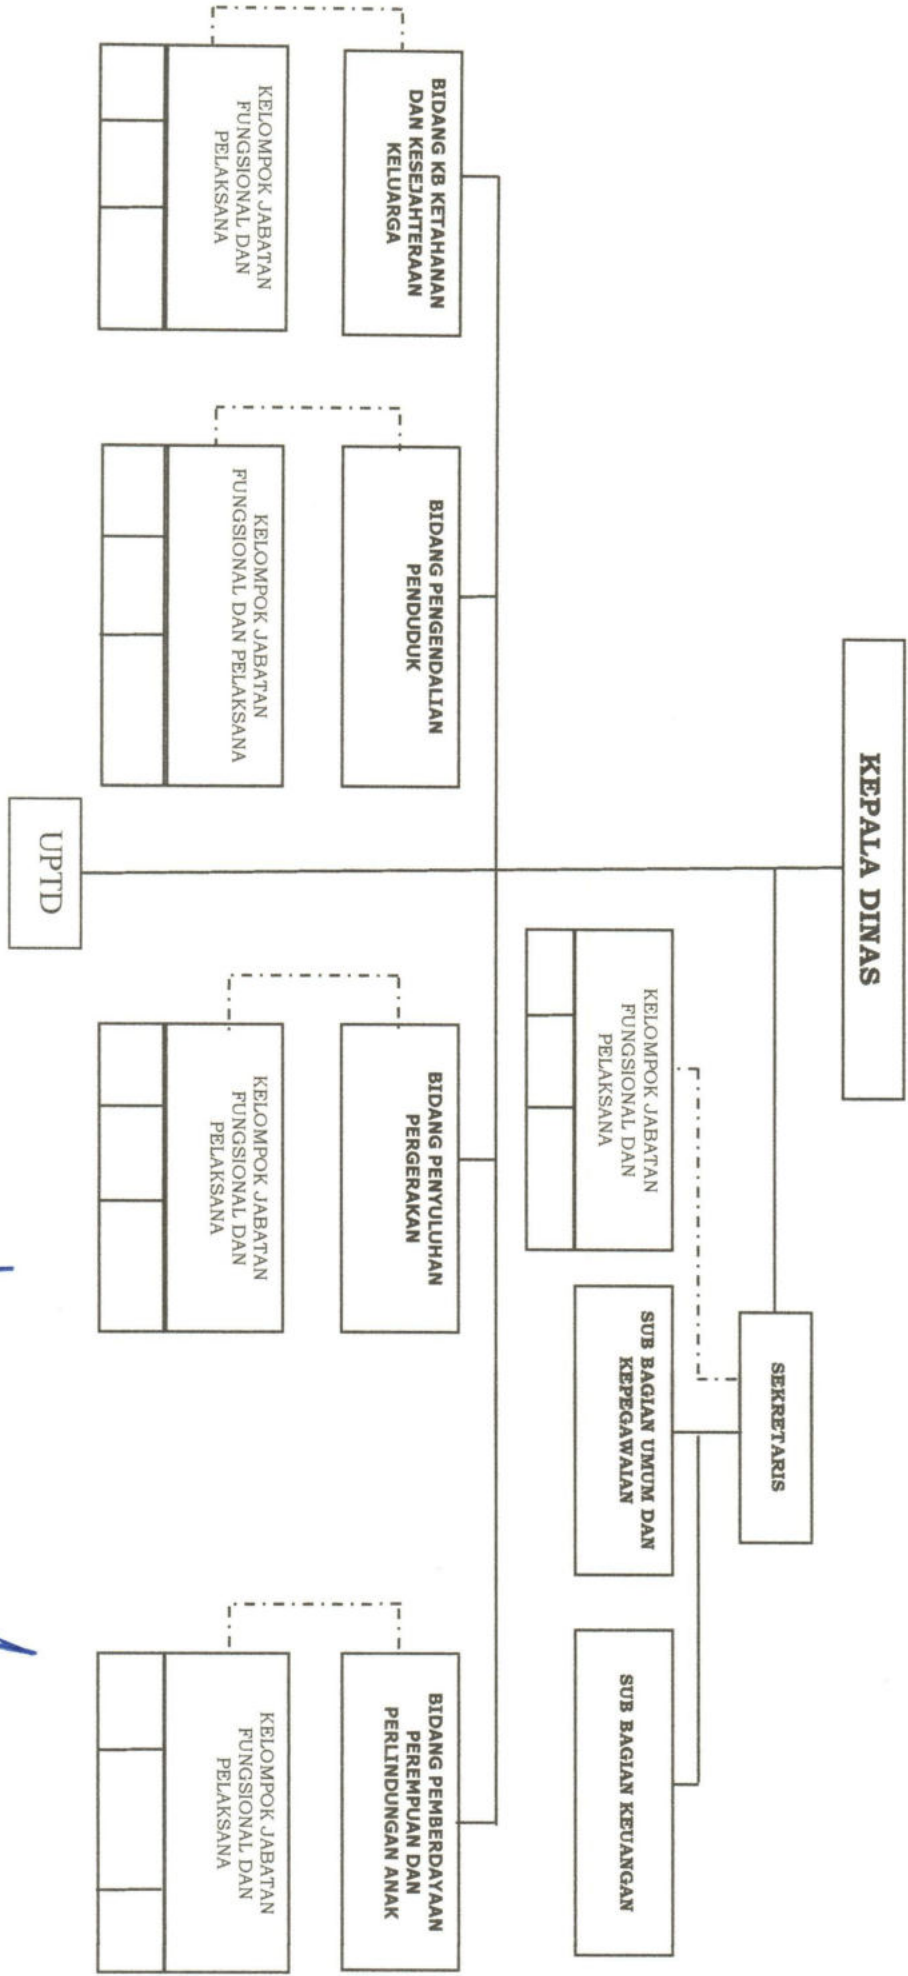 KEPALA DINAS
SEKRETARIS
KELOMPOK JABATAN
FUNGSIONAL DAN
PELAKSANA
SUB BAGIAN UMUM DAN
KEPEGAWAIAN
SUB BAGIAN KEUANGAN
BIDANG KB KETAHANAN
DAN KESEJAHTERAAN
KELUARGA
BIDANG PENGENDALIAN
PENDUDUK
BIDANG PENYULUHAN
PERGERAKAN
BIDANG PEMBERDAYAAN
PEREMPUAN DAN
PERLINDUNGAN ANAK
KELOMPOK JABATAN
FUNGSIONAL DAN
PELAKSANA
KELOMPOK JABATAN
FUNGSIONAL DAN PELAKSANA
KELOMPOK JABATAN
FUNGSIONAL DAN
PELAKSANA
KELOMPOK JABATAN
FUNGSIONAL DAN
PELAKSANA
UPTD